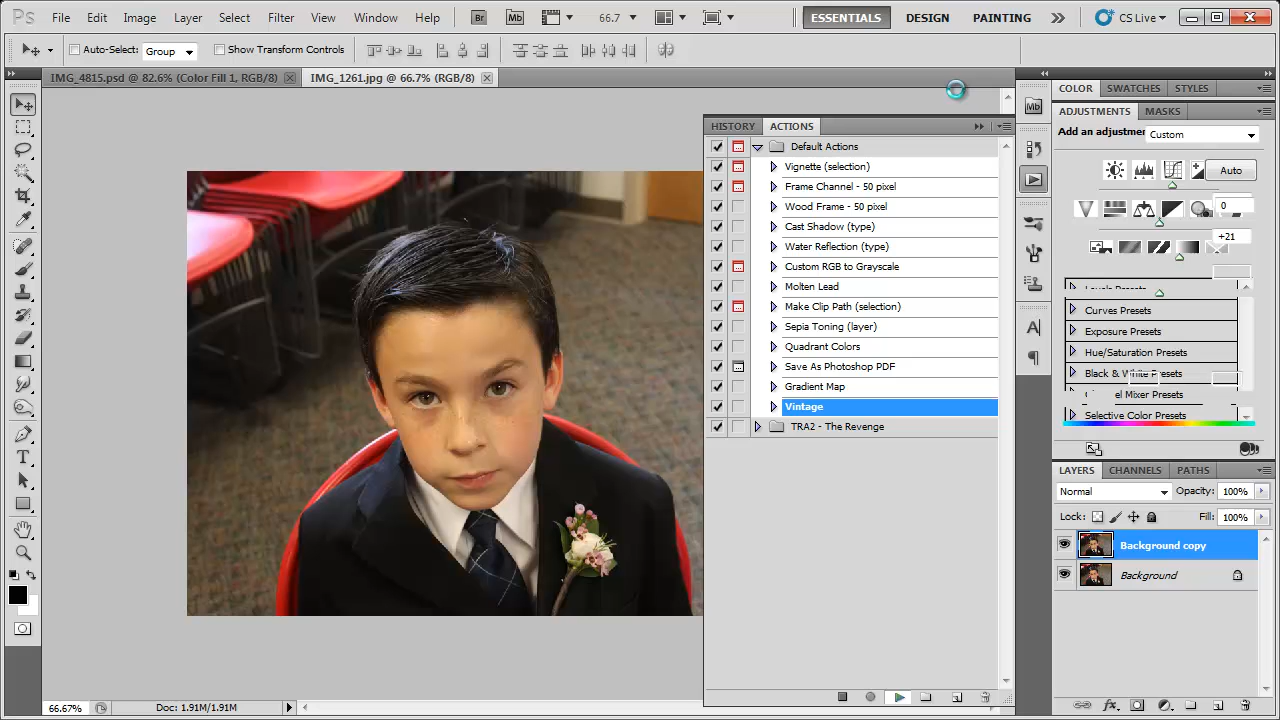 Ps File Edit Image Layer Select Filter View Window Help Br Mb 66.7 ESSENTIALS DESIGN PAINTING CS Live
Auto-Select: Group Show Transform Controls
IMG_4815.psd @ 82.6% (Color Fill 1, RGB/8) IMG_1261.jpg @ 66.7% (RGB/8)
HISTORY ACTIONS
Default Actions
Vignette (selection)
Frame Channel - 50 pixel
Wood Frame - 50 pixel
Cast Shadow (type)
Water Reflection (type)
Custom RGB to Grayscale
Molten Lead
Make Clip Path (selection)
Sepia Toning (layer)
Quadrant Colors
Save As Photoshop PDF
Gradient Map
Vintage
TRA2 - The Revenge
Mb
COLOR SWATCHES STYLES
ADJUSTMENTS MASKS
Add an adjustmen Custom
Auto
0
+21
Levels Presets
Curves Presets
Exposure Presets
Hue/Saturation Presets
Black & White Presets
el Mixer Presets
Selective Color Presets
LAYERS CHANNELS PATHS
Normal Opacity: 100%
Lock: Fill: 100%
Background copy
Background
66.67% Doc: 1.91M/1.91M